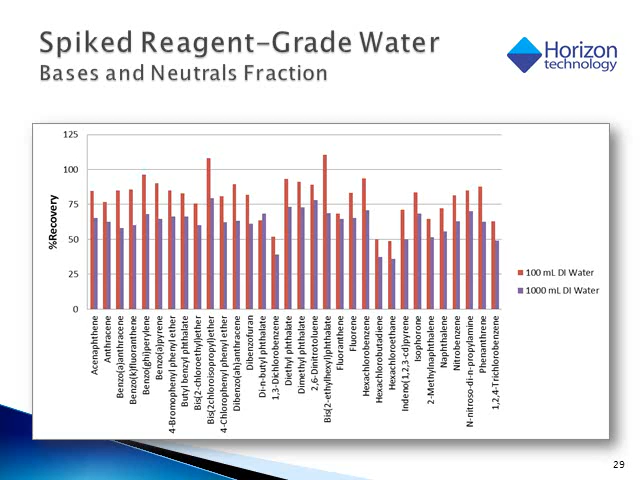 Spiked Reagent-Grade Water
Bases and Neutrals Fraction
Horizon
technology
125
100
75
50
25
0
%Recovery
Acenaphthene
Anthracene
Benzo(a)anthracene
Benzo(k)fluoranthene
Benzo(ghi)perylene
Benzo(a)pyrene
4-Bromophenyl phenyl ether
Butyl benzyl phthalate
Bis(2-chloroethyl)ether
Bis(2chloroisopropyl)ether
4-Chlorophenyl phenyl ether
Dibenzo(ah)anthracene
Dibenzofuran
Di-n-butyl phthalate
1,3-Dichlorobenzene
Diethyl phthalate
Dimethyl phthalate
2,6-Dinitrotoluene
Bis(2-ethylhexyl)phthalate
Fluoranthene
Fluorene
Hexachlorobenzene
Hexachlorobutadiene
Hexachloroethane
Indeno(1,2,3-cd)pyrene
Isophorone
2-Methylnaphthalene
Naphthalene
Nitrobenzene
N-nitroso-di-n-propylamine
Phenanthrene
1,2,4-Trichlorobenzene
100 mL DI Water
1000 mL DI Water
29